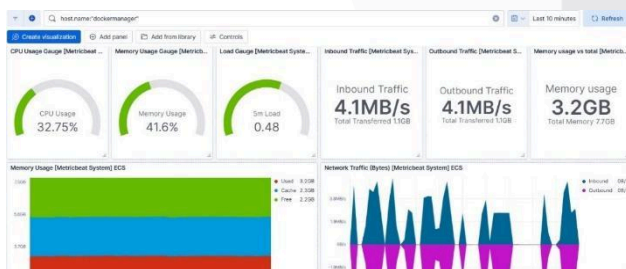 host.name:"dockermanager"
Last 10 minutes
Refresh
Create visualization
Add panel
Add from library
Controls
CPU Usage Gauge [Metricbeat ...
Memory Usage Gauge [Metricb...
Load Gauge [Metricbeat Syste...
Inbound Traffic [Metricbeat Sys...
Outbound Traffic [Metricbeat S...
Memory usage vs total [Metricb...
CPU Usage
32.75%
Memory Usage
41.6%
5m Load
0.48
Inbound Traffic
4.1MB/s
Total Transferred 1.1GB
Outbound Traffic
4.1MB/s
Total Transferred 1.1GB
Memory usage
3.2GB
Total Memory 7.7GB
Memory Usage [Metricbeat System] ECS
Used
Cache
Free
Network Traffic (Bytes) [Metricbeat System] ECS
Inbound
Outbound